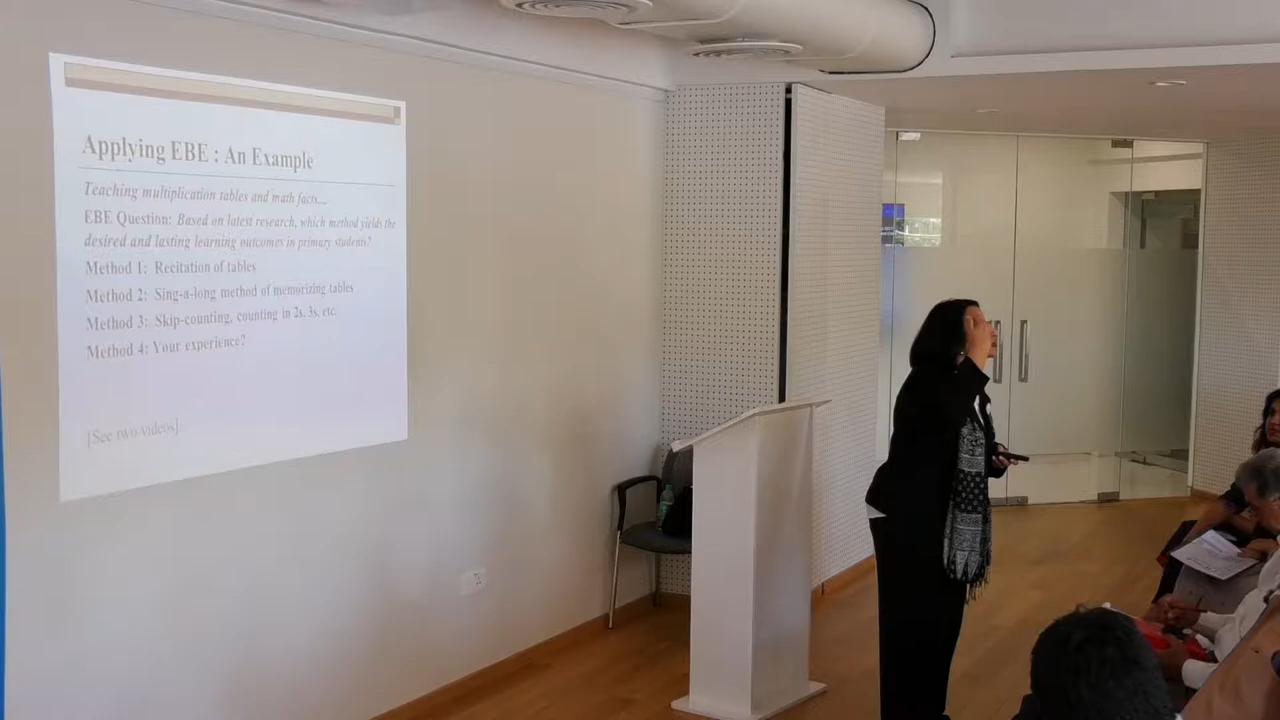 Applying EBE : An Example
Teaching multiplication tables and math facts....
EBE Question: Based on latest research, which method yields the
desired and lasting learning outcomes in primary students?
Method 1: Recitation of tables
Method 2: Sing-a-long method of memorizing tables
Method 3: Skip-counting, counting in 2s, 3s, etc.
Method 4: Your experience?
[See two videos]